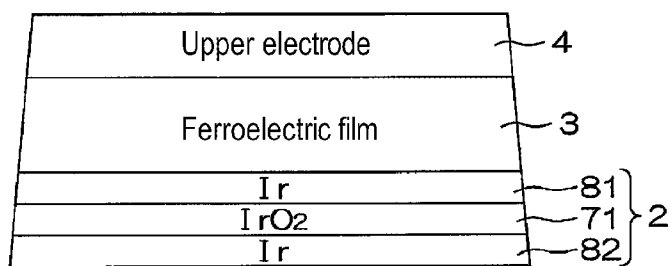 Upper electrode 4
Ferroelectric film 3
Ir 81
IrO2 71 2
Ir 82